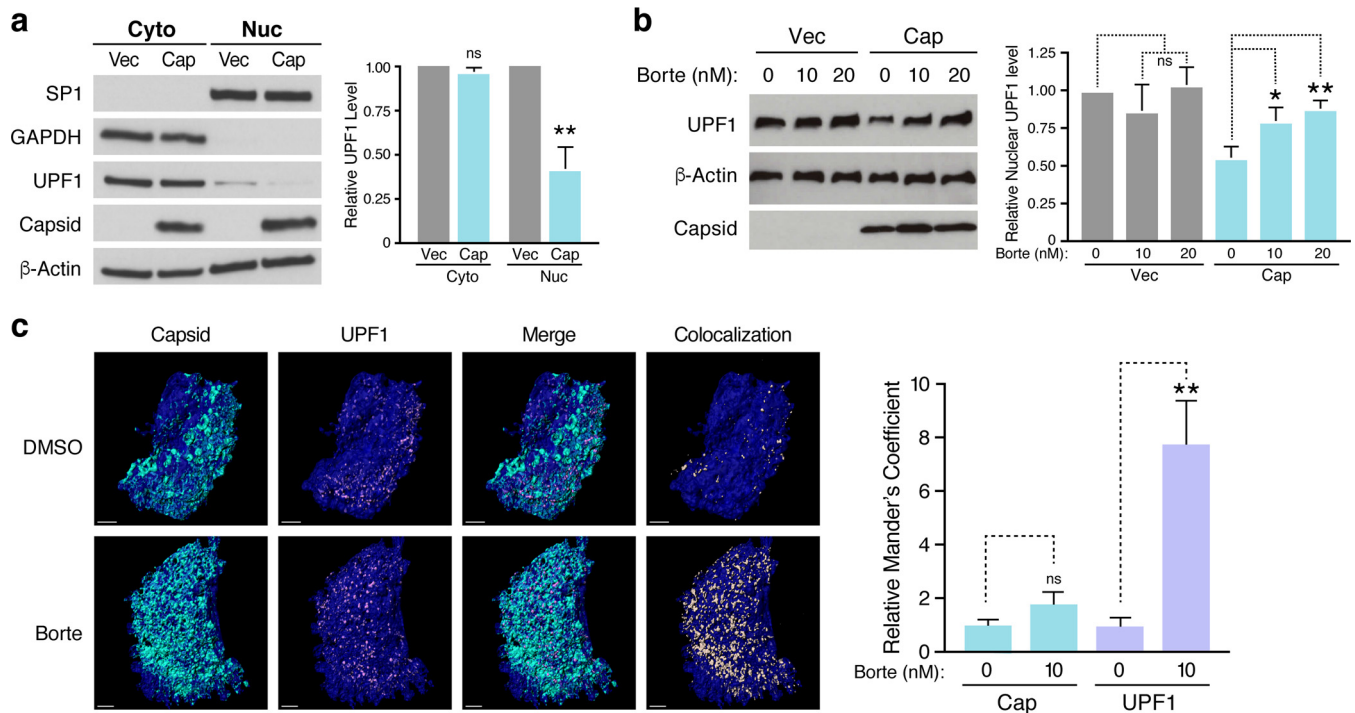 a
Cyto Nuc
Vec Cap Vec Cap
SP1
GAPDH
UPF1
Capsid
β-Actin
Relative UPF1 Level
1.00
0.75
0.50
0.25
0
ns
**
Vec Cap Vec Cap
Cyto Nuc
b
Vec Cap
Borte (nM): 0 10 20 0 10 20
UPF1
β-Actin
Capsid
Relative Nuclear UPF1 level
1.25
1.00
0.75
0.50
0.25
0
ns
*
**
Borte (nM): 0 10 20 0 10 20
Vec Cap
c
Capsid UPF1 Merge Colocalization
DMSO
Borte
Relative Mander's Coefficient
10
8
6
4
2
0
ns
**
Borte (nM): 0 10 0 10
Cap UPF1